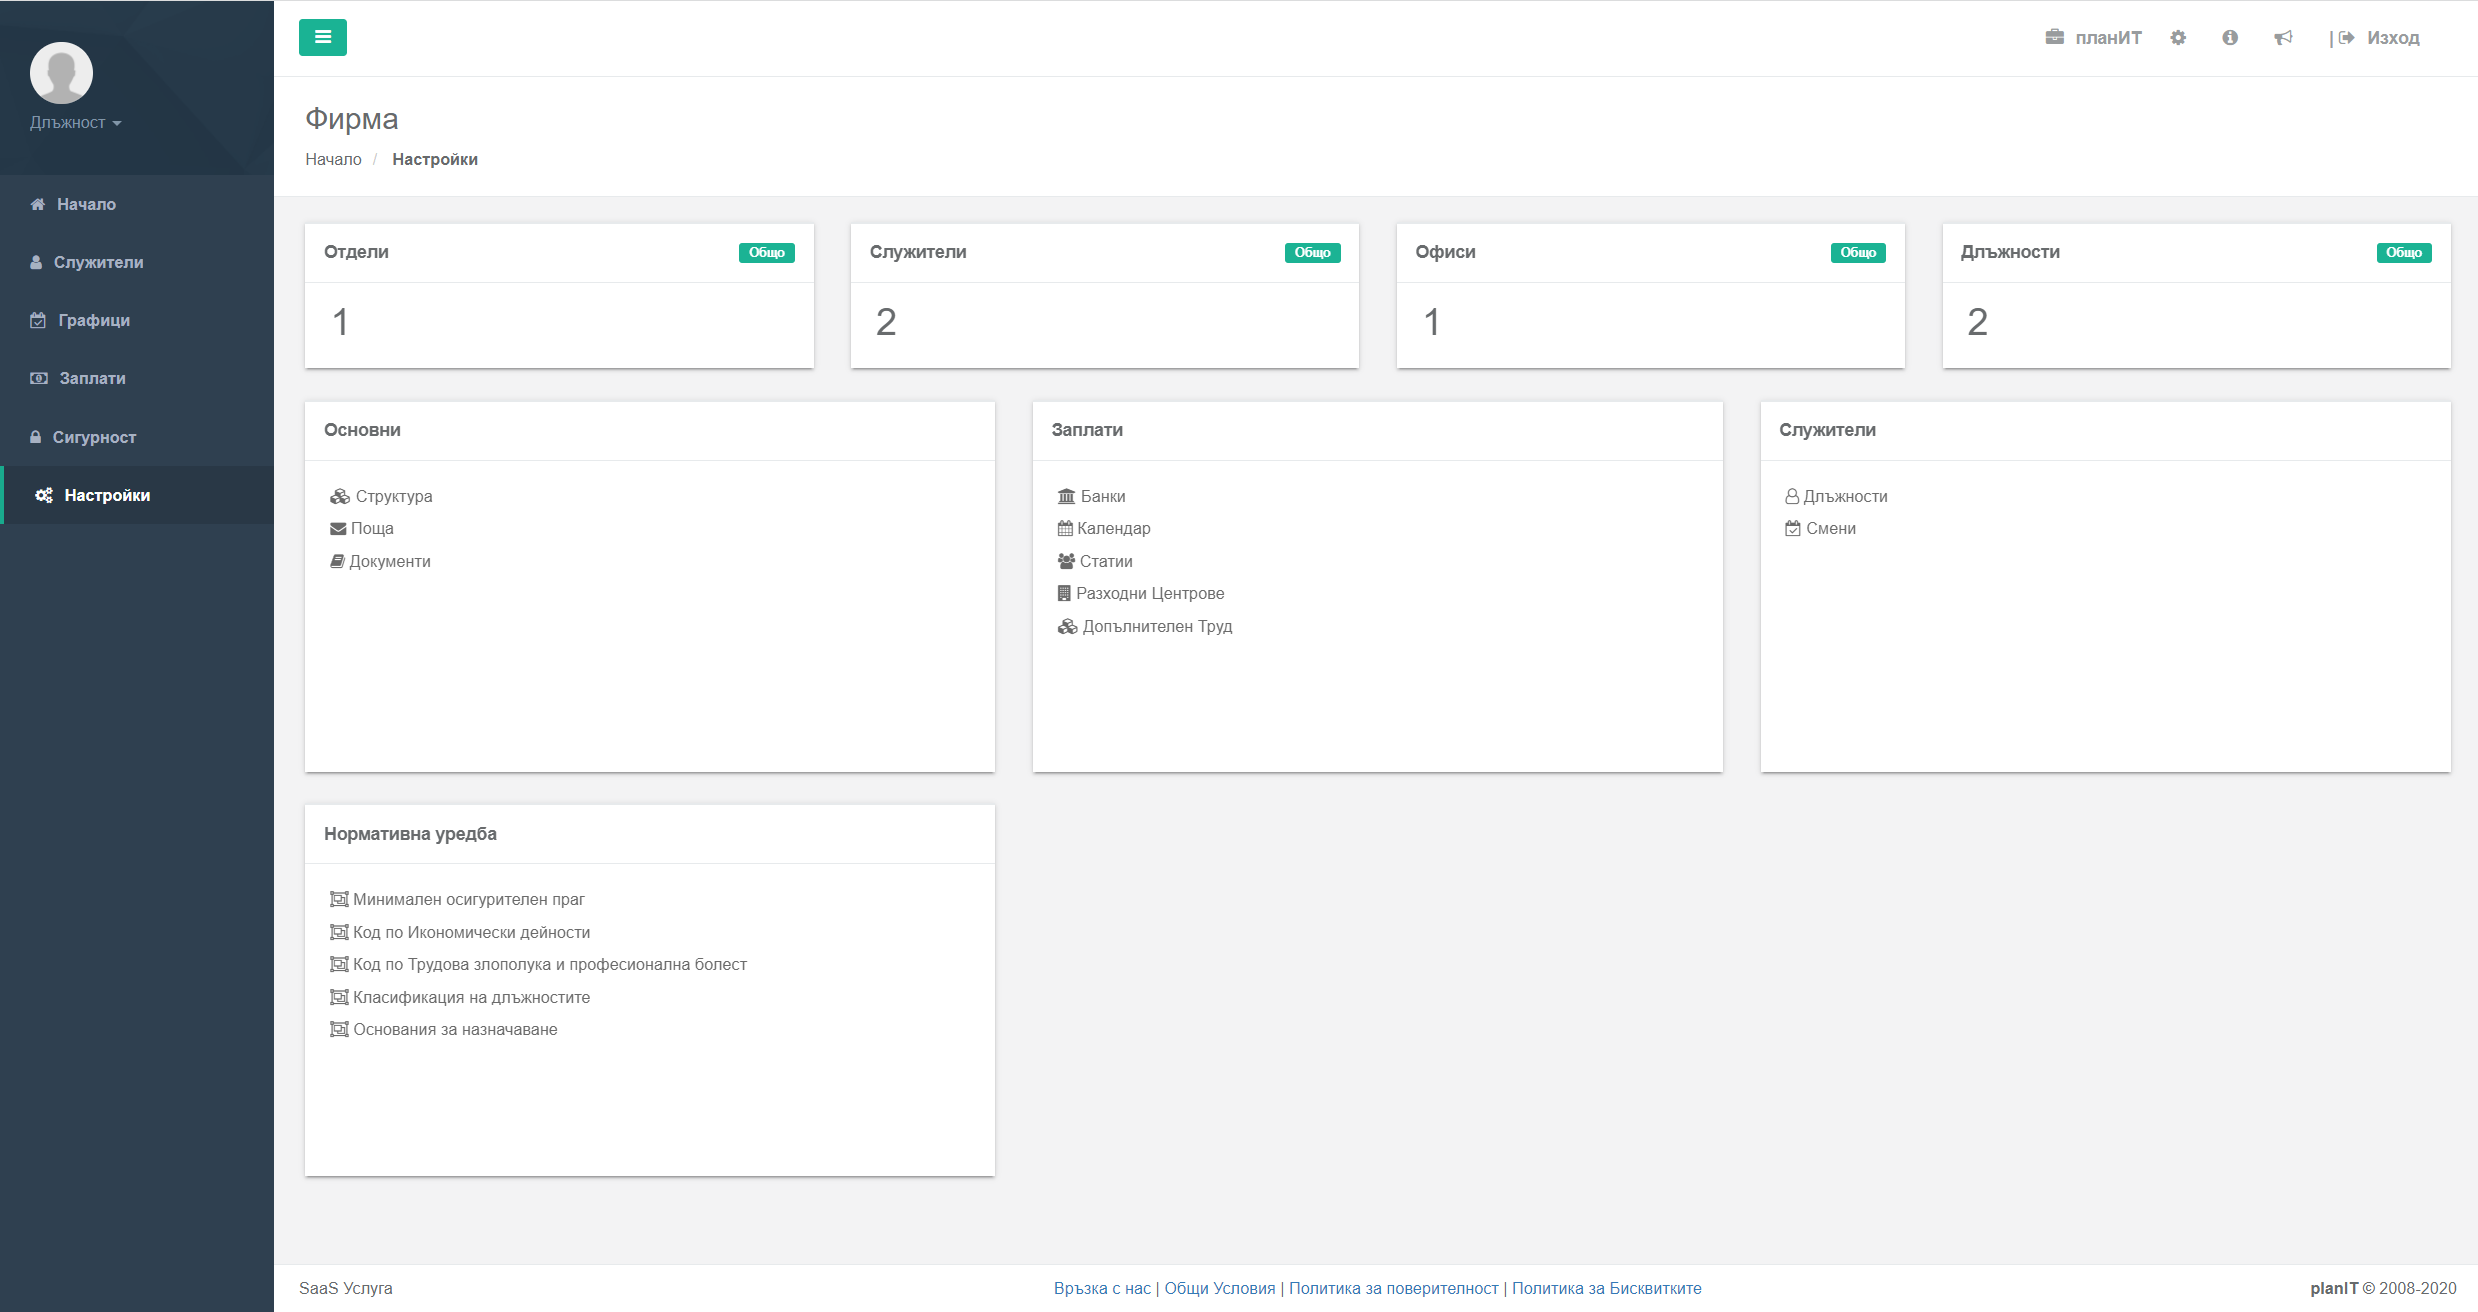 планИТ
| Изход
Длъжност
Начало
Служители
Графици
Заплати
Сигурност
Настройки
Фирма
Начало / Настройки
Отдели Общо
1
Служители Общо
2
Офиси Общо
1
Длъжности Общо
2
Основни
Структура
Поща
Документи
Заплати
Банки
Календар
Статии
Разходни Центрове
Допълнителен Труд
Служители
Длъжности
Смени
Нормативна уредба
Минимален осигурителен праг
Код по Икономически дейности
Код по Трудова злополука и професионална болест
Класификация на длъжностите
Основания за назначаване
SaaS Услуга
Връзка с нас | Общи Условия | Политика за поверителност | Политика за Бисквитките
planIT © 2008-2020